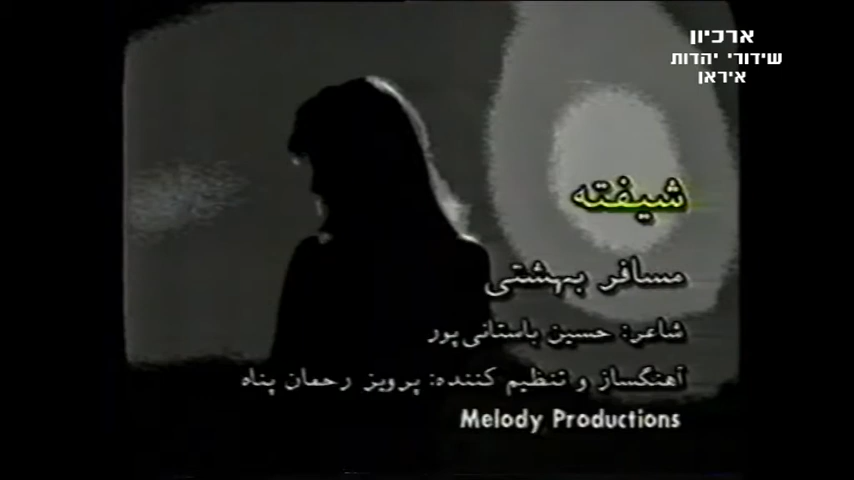 ארכיון
שידורי יהדות
איראן
شیفته
مسافر بهشتی
شاعر: حسین باستانی‌پور
آهنگساز و تنظیم کننده: پرویز رحمان پناه
Melody Productions